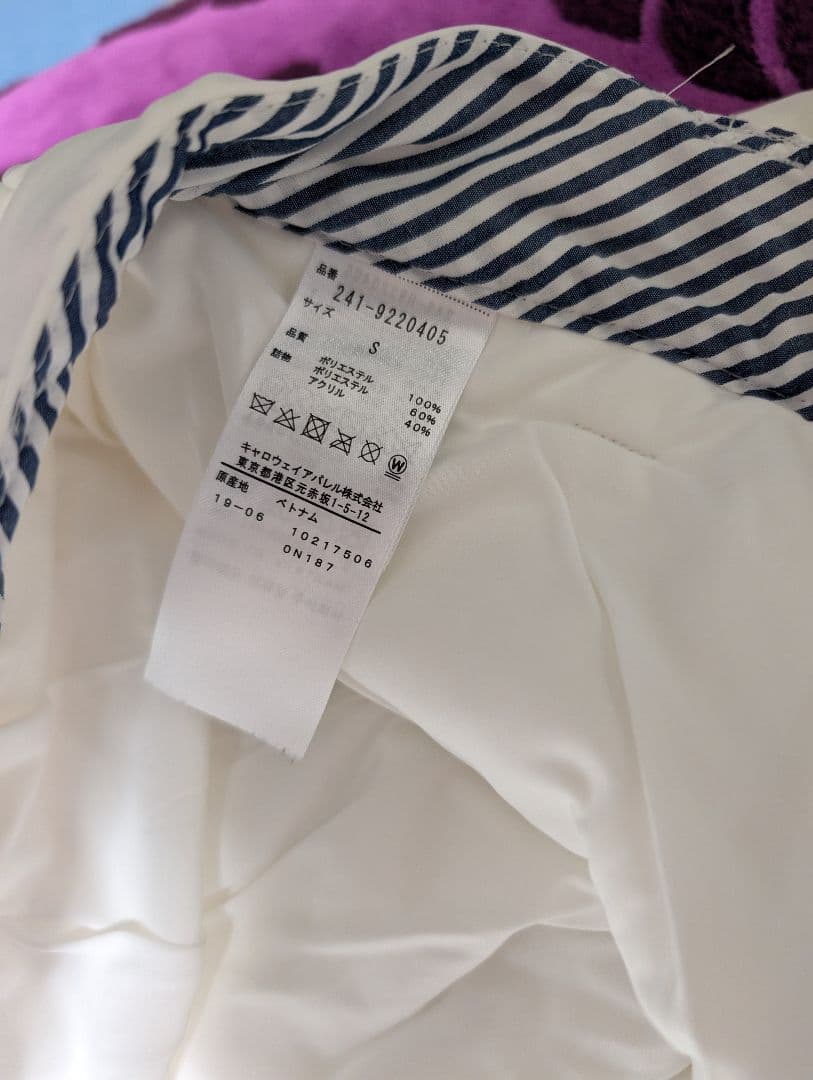 品番
241-9220405
サイズ
S
品質
ポリエステル 100%
詰物 ポリエステル 60%
アクリル 40%
W
キャロウェイアパレル株式会社
東京都港区元赤坂1-5-12
原産地 ベトナム
19-06 10217506
0N187